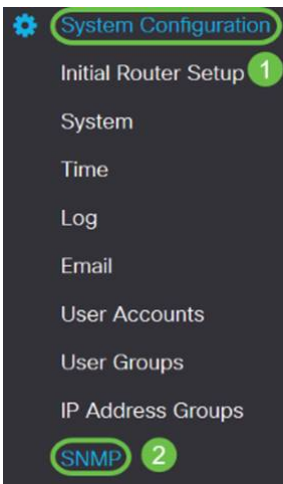 System Configuration
Initial Router Setup 1
System
Time
Log
Email
User Accounts
User Groups
IP Address Groups
SNMP 2